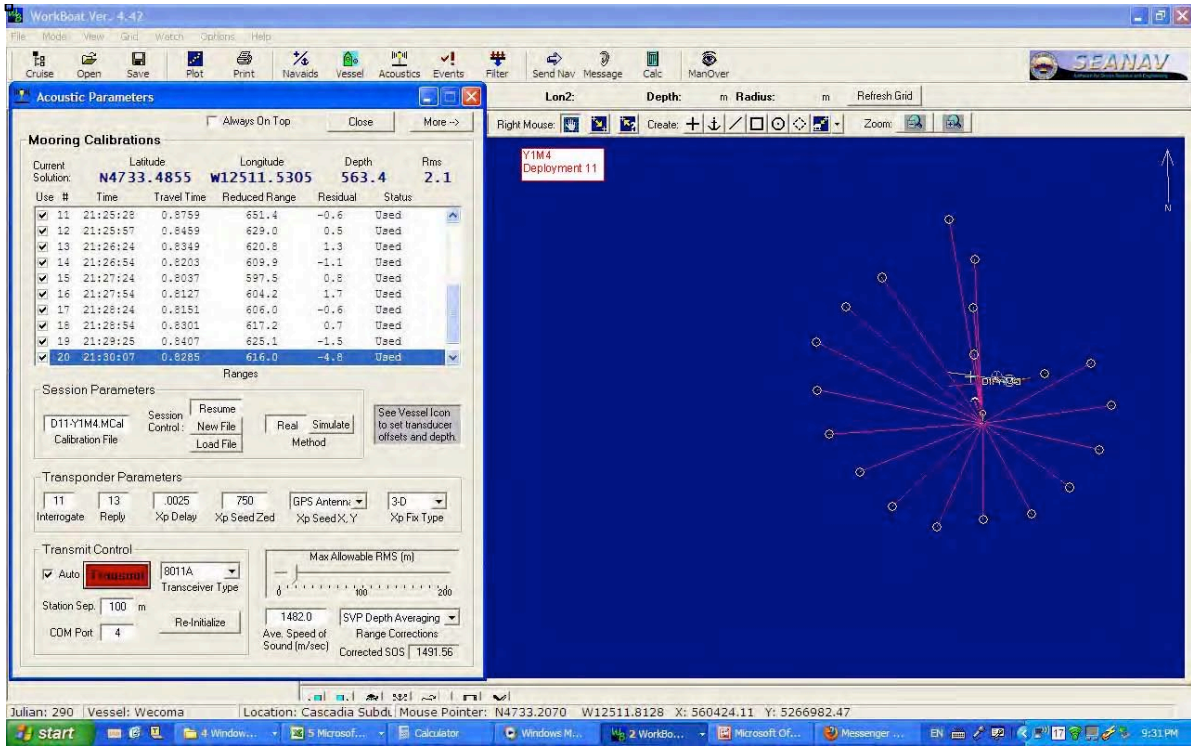 WorkBoat Ver. 4.42
File Mode View Grid Watch Options Help
Cruise Open Save Plot Print Navaids Vessel Acoustics Events Filter Send Nav Message Calc ManOver
SEANAV
Acoustic Parameters
Lon2: Depth: m Radius: m Refresh Grid
Always On Top Close More -->
Right Mouse: Create: Zoom:
Mooring Calibrations
Current Solution: Latitude Longitude Depth Rms
N4733.4855 W12511.5305 563.4 2.1
Use # Time Travel Time Reduced Range Residual Status
11 21:25:28 0.8759 651.4 -0.6 Used
12 21:25:57 0.8459 629.0 0.5 Used
13 21:26:24 0.8349 620.8 1.3 Used
14 21:26:54 0.8203 609.9 -1.1 Used
15 21:27:24 0.8037 597.5 0.8 Used
16 21:27:54 0.8127 604.2 1.7 Used
17 21:28:24 0.8151 606.0 -0.6 Used
18 21:28:54 0.8301 617.2 0.7 Used
19 21:29:25 0.8407 625.1 -1.5 Used
20 21:30:07 0.8285 616.0 -4.8 Used
Ranges
Y1M4
Deployment 11
N
Session Parameters
D11-Y1M4.MCal
Calibration File
Session Control:
Resume
New File
Load File
Real Simulate
Method
See Vessel Icon
to set transducer
offsets and depth.
Transponder Parameters
11 13 .0025 750 GPS Antenn 3-D
Interrogate Reply Xp Delay Xp Seed Zed Xp Seed X, Y Xp Fix Type
Transmit Control
Auto Transmit 8011A
Transceiver Type
Station Sep. 100 m
COM Port 4
Re-Initialize
Max Allowable RMS (m)
0 100 200
1482.0 SVP Depth Averaging
Ave. Speed of Sound (m/sec) Range Corrections
Corrected SOS 1491.56
Julian: 290 Vessel: Wecoma Location: Cascadia Subdu Mouse Pointer: N4733.2070 W12511.8128 X: 560424.11 Y: 5266982.47
start 4 Window... 5 Microsof... Calculator Windows M... 2 WorkBo... Microsoft Of... Messenger ... EN 17 9:31 PM